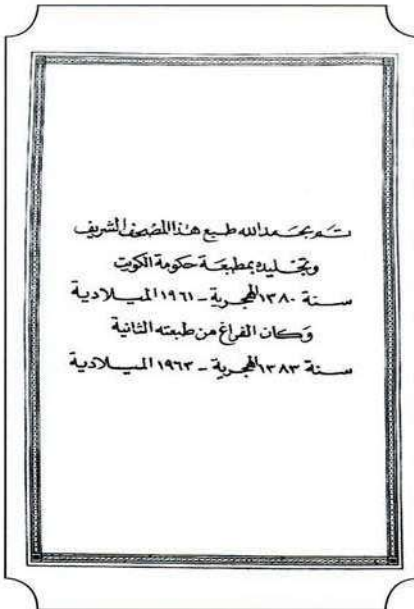 تم بحمد الله طبع هذا المصحف الشريف
وتجليده بمطبعة حكومة الكويت
سنة ١٣٨٠ الهجرية - ١٩٦١ الميلادية
وكان الفراغ من طبعته الثانية
سنة ١٣٨٣ الهجرية - ١٩٦٣ الميلادية